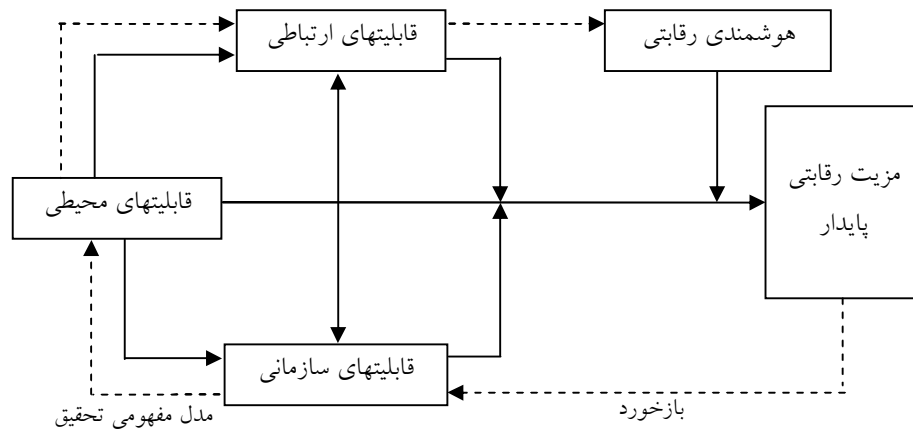 قابلیتهای ارتباطی
هوشمندی رقابتی
مزیت رقابتی
پایدار
قابلیتهای محیطی
قابلیتهای سازمانی
بازخورد
مدل مفهومی تحقیق